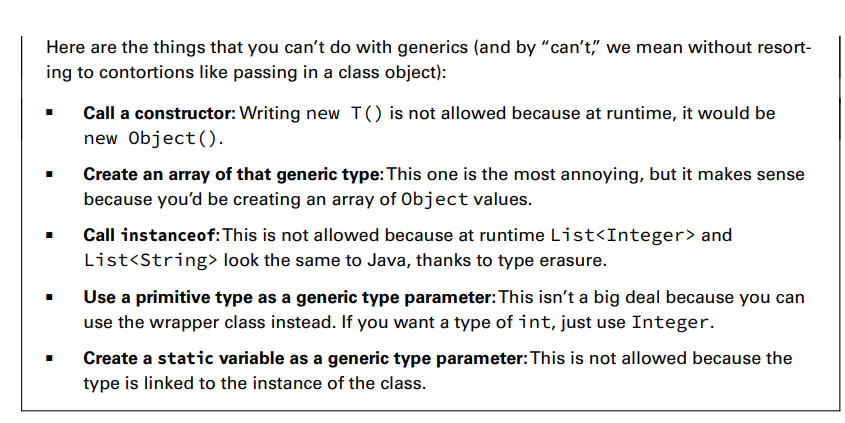 Here are the things that you can’t do with generics (and by “can’t,” we mean without resort-
ing to contortions like passing in a class object):
▪ Call a constructor: Writing new T() is not allowed because at runtime, it would be
new Object().
▪ Create an array of that generic type: This one is the most annoying, but it makes sense
because you’d be creating an array of Object values.
▪ Call instanceof: This is not allowed because at runtime List<Integer> and
List<String> look the same to Java, thanks to type erasure.
▪ Use a primitive type as a generic type parameter: This isn’t a big deal because you can
use the wrapper class instead. If you want a type of int, just use Integer.
▪ Create a static variable as a generic type parameter: This is not allowed because the
type is linked to the instance of the class.